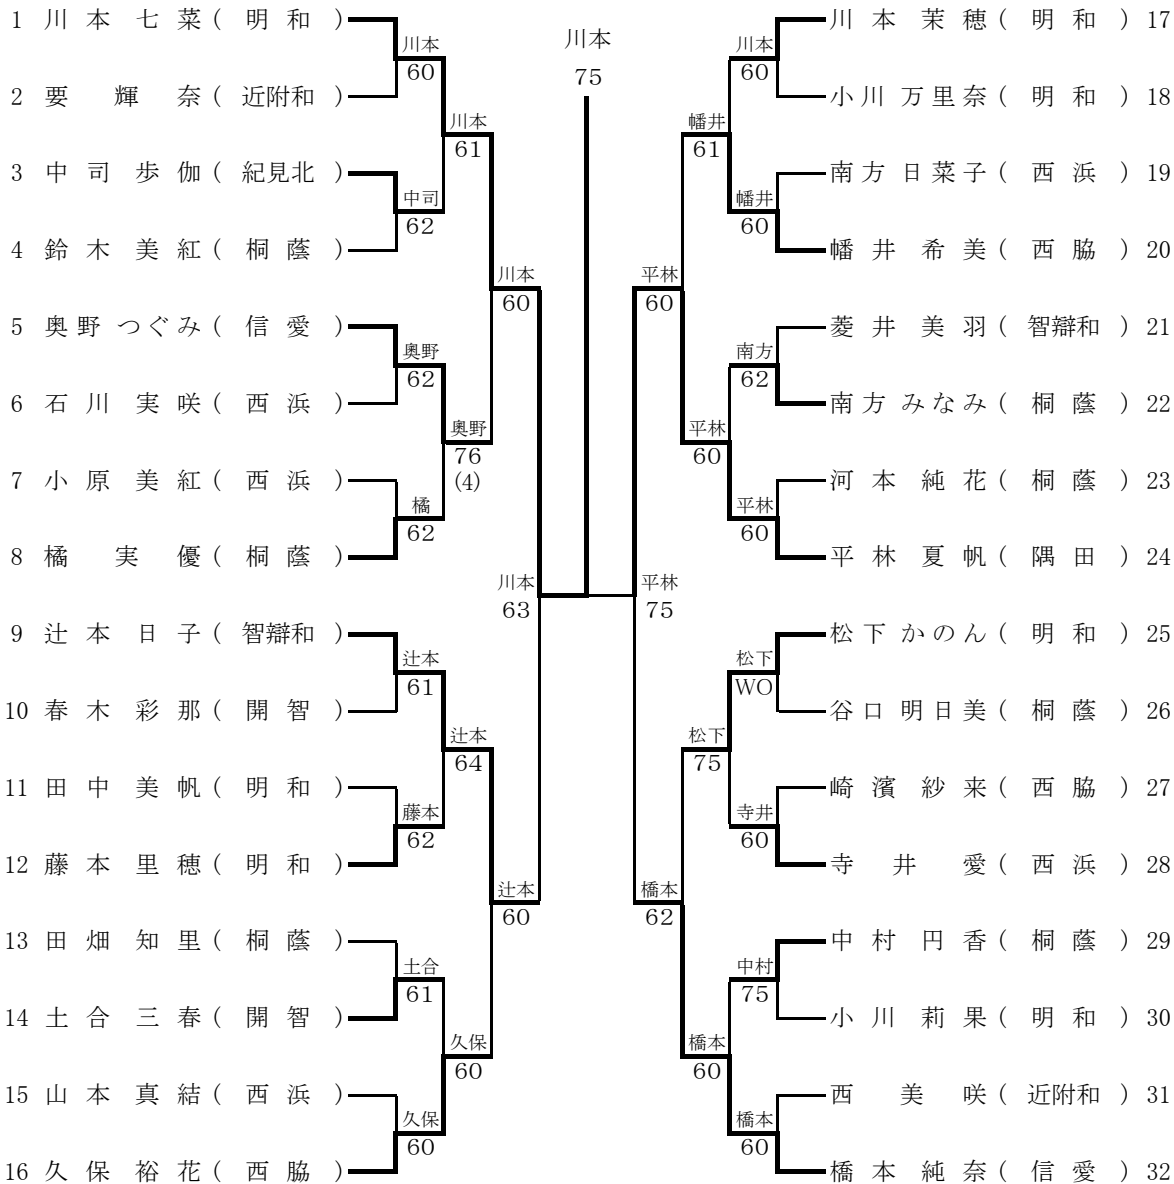 川本
75
1 川本 七菜 ( 明和 )
川本
60
2 要 輝奈 ( 近附和 )
川本
61
3 中司 歩伽 ( 紀見北 )
中司
62
4 鈴木 美紅 ( 桐蔭 )
川本
60
5 奥野 つぐみ ( 信愛 )
奥野
62
6 石川 実咲 ( 西浜 )
奥野
76
(4)
7 小原 美紅 ( 西浜 )
橘
62
8 橘 実優 ( 桐蔭 )
川本
63
9 辻本 日子 ( 智辯和 )
辻本
61
10 春木 彩那 ( 開智 )
辻本
64
11 田中 美帆 ( 明和 )
藤本
62
12 藤本 里穂 ( 明和 )
辻本
60
13 田畑 知里 ( 桐蔭 )
土合
61
14 土合 三春 ( 開智 )
久保
60
15 山本 真結 ( 西浜 )
久保
60
16 久保 裕花 ( 西脇 )
川本 茉穂 ( 明和 ) 17
川本
60
小川 万里奈 ( 明和 ) 18
幡井
61
南方 日菜子 ( 西浜 ) 19
幡井
60
幡井 希美 ( 西脇 ) 20
平林
60
菱井 美羽 ( 智辯和 ) 21
南方
62
南方 みなみ ( 桐蔭 ) 22
平林
60
河本 純花 ( 桐蔭 ) 23
平林
60
平林 夏帆 ( 隅田 ) 24
平林
75
松下 かのん ( 明和 ) 25
松下
WO
谷口 明日美 ( 桐蔭 ) 26
松下
75
崎濱 紗来 ( 西脇 ) 27
寺井
60
寺井 愛 ( 西浜 ) 28
橋本
62
中村 円香 ( 桐蔭 ) 29
中村
75
小川 莉果 ( 明和 ) 30
橋本
60
西 美咲 ( 近附和 ) 31
橋本
60
橋本 純奈 ( 信愛 ) 32